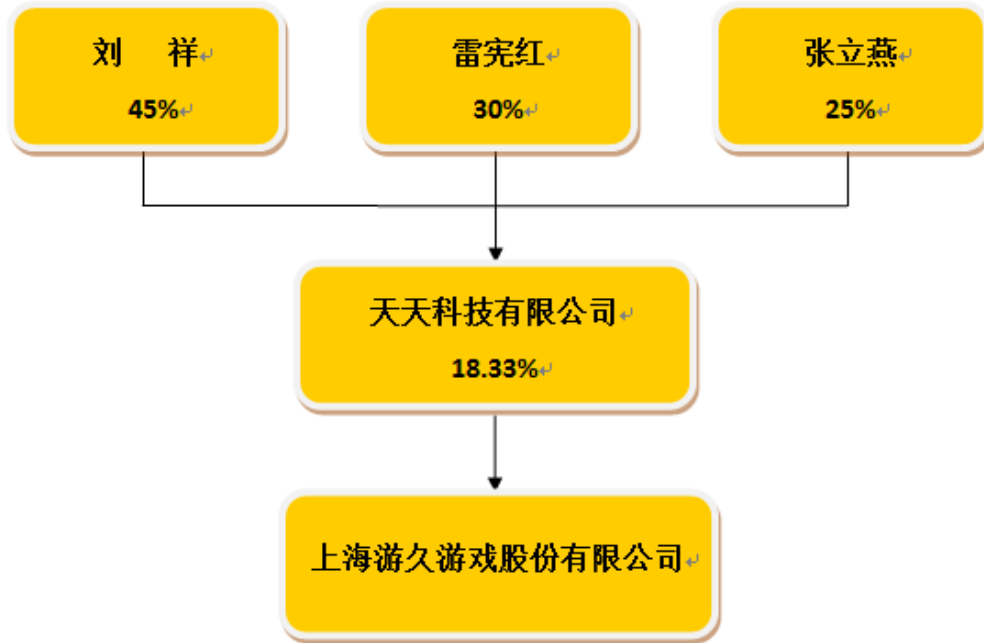 刘 祥
45%
雷宪红
30%
张立燕
25%
天天科技有限公司
18.33%
上海游久游戏股份有限公司